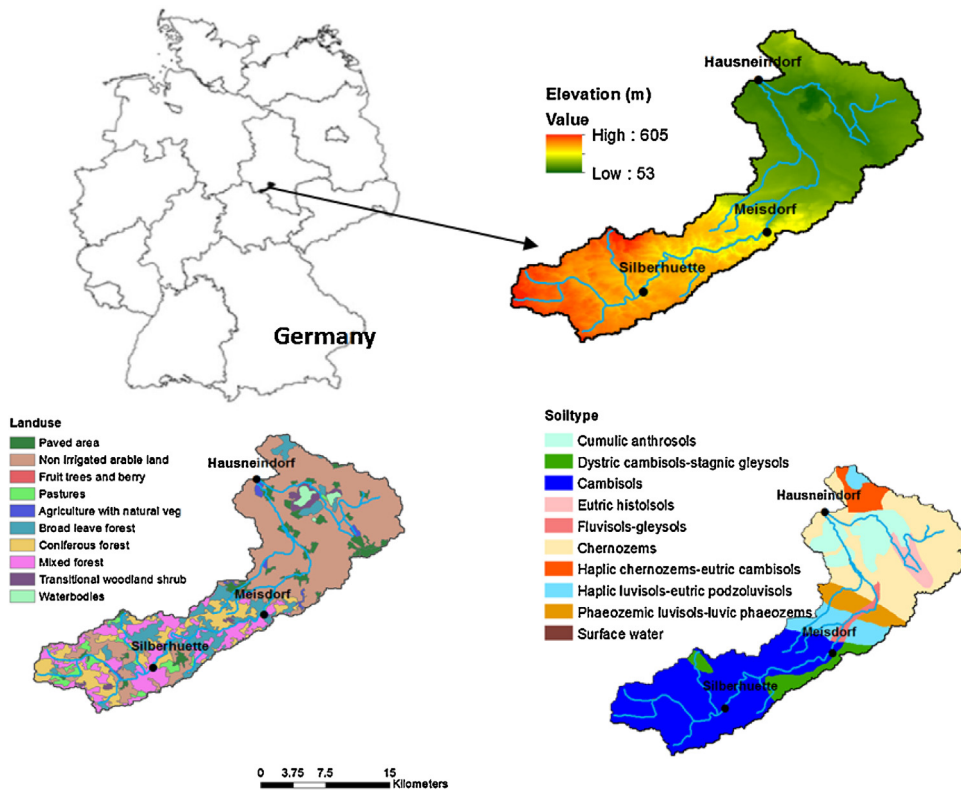 Germany
Elevation (m)
Value
High : 605
Low : 53
Hausneindorf
Meisdorf
Silberhuette
Landuse
Paved area
Non Irrigated arable land
Fruit trees and berry
Pastures
Agriculture with natural veg
Broad leave forest
Coniferous forest
Mixed forest
Transitional woodland shrub
Waterbodies
Hausneindorf
Meisdorf
Silberhuette
0 3.75 7.5 15
Kilometers
Soiltype
Cumulic anthrosols
Dystric cambisols-stagnic gleysols
Cambisols
Eutric histolsols
Fluvisols-gleysols
Chernozems
Haplic chernozems-eutric cambisols
Haplic luvisols-eutric podzoluvisols
Phaeozemic luvisols-luvic phaeozems
Surface water
Hausneindorf
Meisdorf
Silberhuette